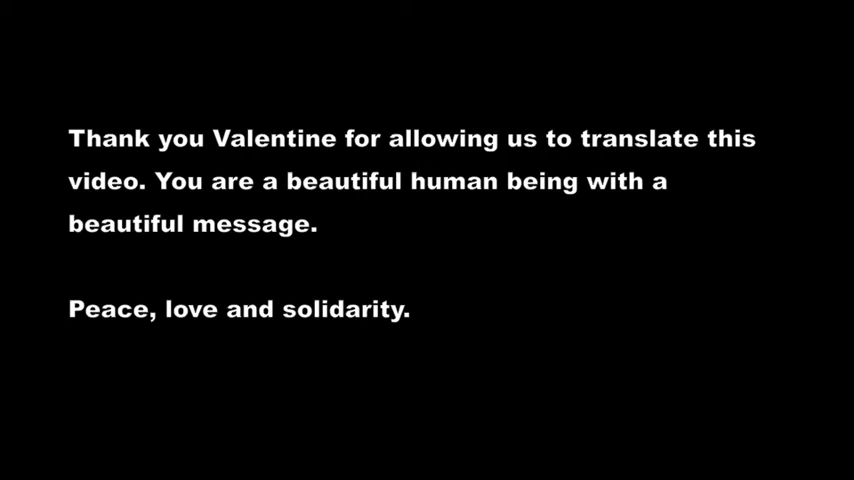 Thank you Valentine for allowing us to translate this
video. You are a beautiful human being with a
beautiful message.
Peace, love and solidarity.